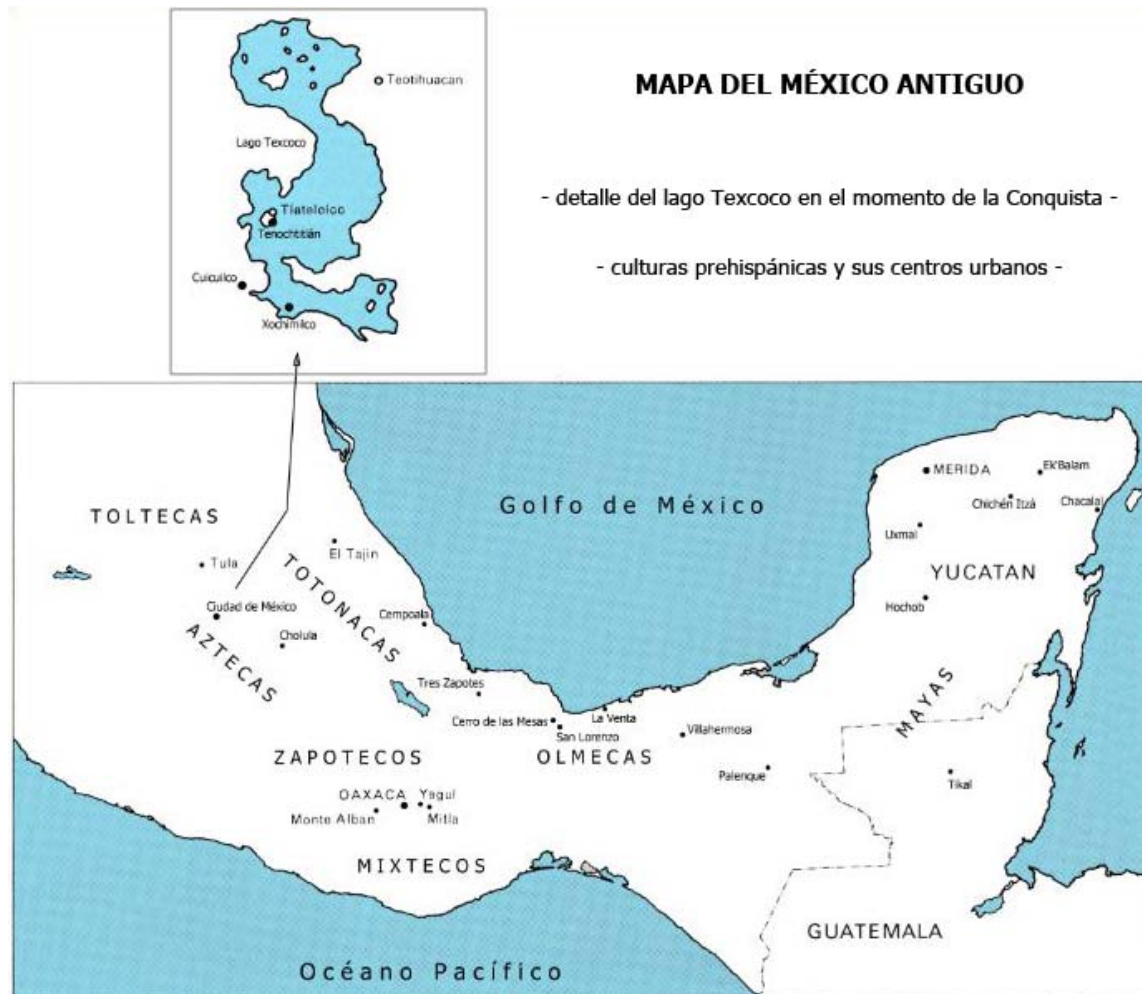 MAPA DEL MÉXICO ANTIGUO
- detalle del lago Texcoco en el momento de la Conquista -
- culturas prehispánicas y sus centros urbanos -
Teotihuacan
Lago Texcoco
Tlatelolco
Tenochtitlán
Cuicuilco
Xochimilco
Golfo de México
MERIDA
Ek'Balam
Chichén Itzá
Chacalal
Uxmal
YUCATAN
Hochob
TOLTECAS
El Tajin
Tula
TOTONACAS
Ciudad de México
Cempoala
AZTECAS
Cholula
Tres Zapotes
Cerro de las Mesas
La Venta
San Lorenzo
Villahermosa
MAYAS
ZAPOTECOS
OLMECAS
Palenque
Tikal
OAXACA
Yagul
Monte Alban
Mitla
MIXTECOS
GUATEMALA
Océano Pacífico